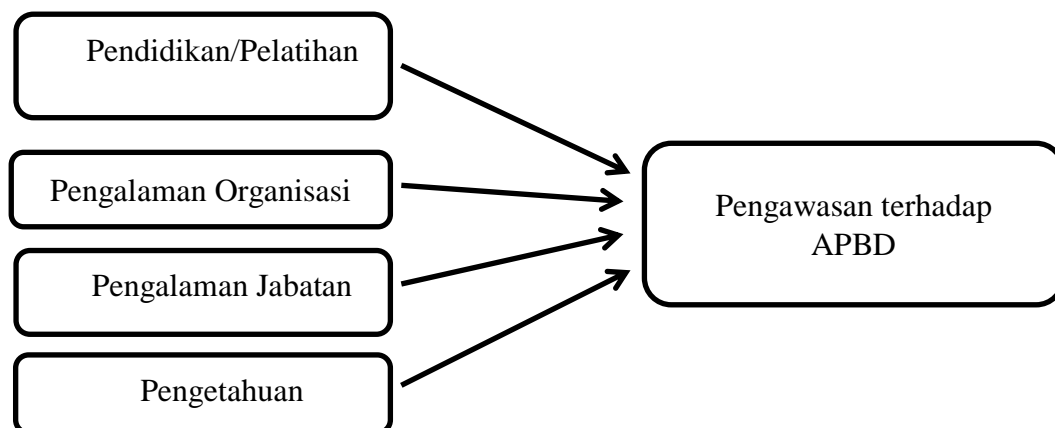 Pendidikan/Pelatihan
Pengalaman Organisasi
Pengalaman Jabatan
Pengetahuan
Pengawasan terhadap
APBD